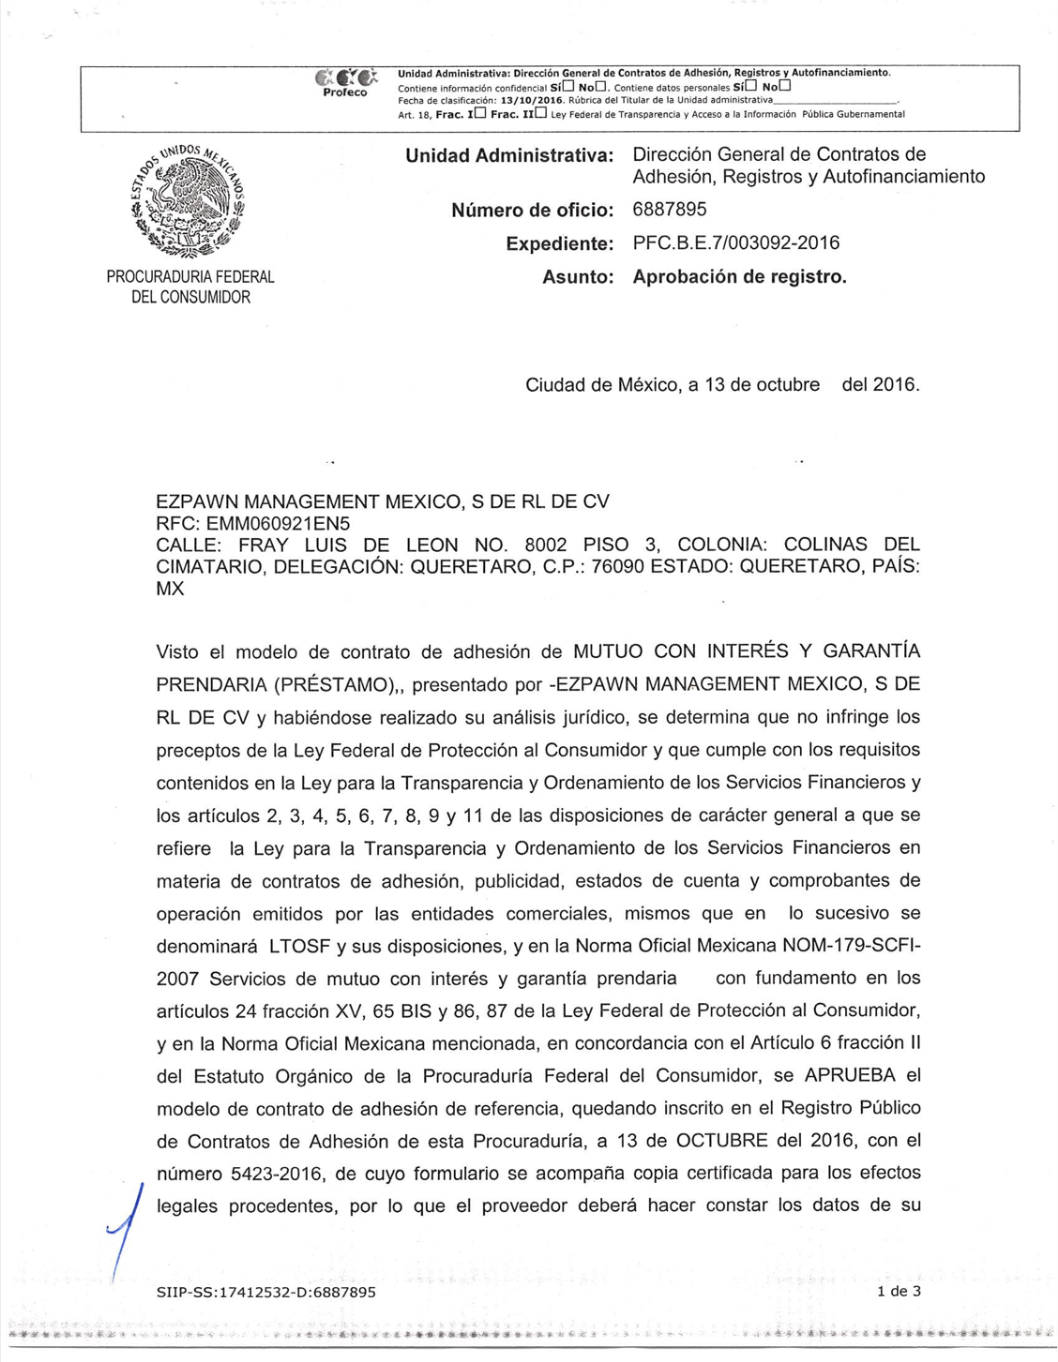 Profeco
Unidad Administrativa: Dirección General de Contratos de Adhesión, Registros y Autofinanciamiento.
Contiene información confidencial Sí☐ No☐. Contiene datos personales Sí☐ No☐
Fecha de clasificación: 13/10/2016. Rúbrica del Titular de la Unidad administrativa____________________.
Art. 18, Frac. I☐ Frac. II☐ Ley Federal de Transparencia y Acceso a la Información Pública Gubernamental
ESTADOS UNIDOS MEXICANOS
PROCURADURIA FEDERAL
DEL CONSUMIDOR
Unidad Administrativa: Dirección General de Contratos de
Adhesión, Registros y Autofinanciamiento
Número de oficio: 6887895
Expediente: PFC.B.E.7/003092-2016
Asunto: Aprobación de registro.
Ciudad de México, a 13 de octubre del 2016.
EZPAWN MANAGEMENT MEXICO, S DE RL DE CV
RFC: EMM060921EN5
CALLE: FRAY LUIS DE LEON NO. 8002 PISO 3, COLONIA: COLINAS DEL
CIMATARIO, DELEGACIÓN: QUERETARO, C.P.: 76090 ESTADO: QUERETARO, PAÍS:
MX
Visto el modelo de contrato de adhesión de MUTUO CON INTERÉS Y GARANTÍA
PRENDARIA (PRÉSTAMO),, presentado por -EZPAWN MANAGEMENT MEXICO, S DE
RL DE CV y habiéndose realizado su análisis jurídico, se determina que no infringe los
preceptos de la Ley Federal de Protección al Consumidor y que cumple con los requisitos
contenidos en la Ley para la Transparencia y Ordenamiento de los Servicios Financieros y
los artículos 2, 3, 4, 5, 6, 7, 8, 9 y 11 de las disposiciones de carácter general a que se
refiere la Ley para la Transparencia y Ordenamiento de los Servicios Financieros en
materia de contratos de adhesión, publicidad, estados de cuenta y comprobantes de
operación emitidos por las entidades comerciales, mismos que en lo sucesivo se
denominará LTOSF y sus disposiciones, y en la Norma Oficial Mexicana NOM-179-SCFI-
2007 Servicios de mutuo con interés y garantía prendaria con fundamento en los
artículos 24 fracción XV, 65 BIS y 86, 87 de la Ley Federal de Protección al Consumidor,
y en la Norma Oficial Mexicana mencionada, en concordancia con el Artículo 6 fracción II
del Estatuto Orgánico de la Procuraduría Federal del Consumidor, se APRUEBA el
modelo de contrato de adhesión de referencia, quedando inscrito en el Registro Público
de Contratos de Adhesión de esta Procuraduría, a 13 de OCTUBRE del 2016, con el
número 5423-2016, de cuyo formulario se acompaña copia certificada para los efectos
legales procedentes, por lo que el proveedor deberá hacer constar los datos de su
SIIP-SS:17412532-D:6887895
1 de 3